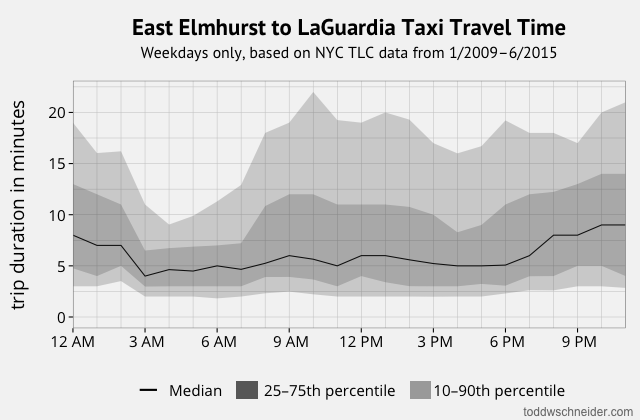 East Elmhurst to LaGuardia Taxi Travel Time
Weekdays only, based on NYC TLC data from 1/2009–6/2015
trip duration in minutes
20
15
10
5
0
12 AM 3 AM 6 AM 9 AM 12 PM 3 PM 6 PM 9 PM
Median 25–75th percentile 10–90th percentile
toddwschneider.com